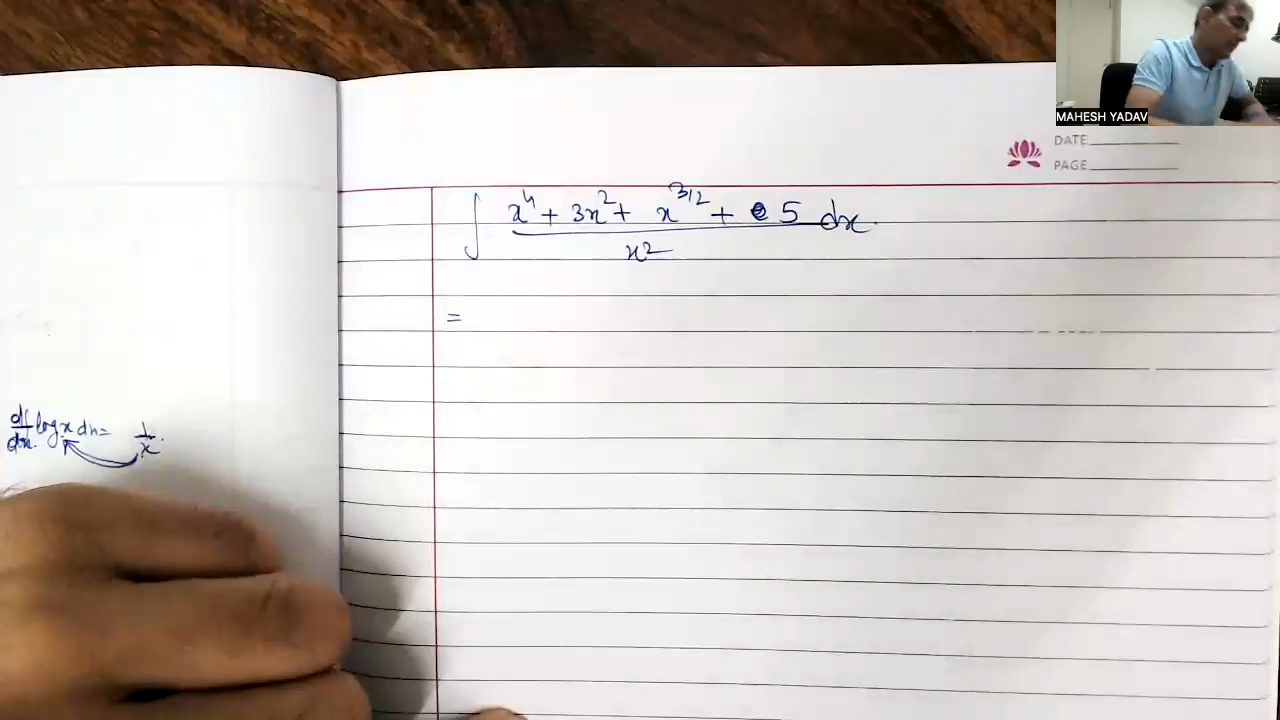 MAHESH YADAV
DATE
PAGE
∫ x⁴ + 3x² + x^3/2 + 5 dx
x²
=
d/dx log x dx = 1/x